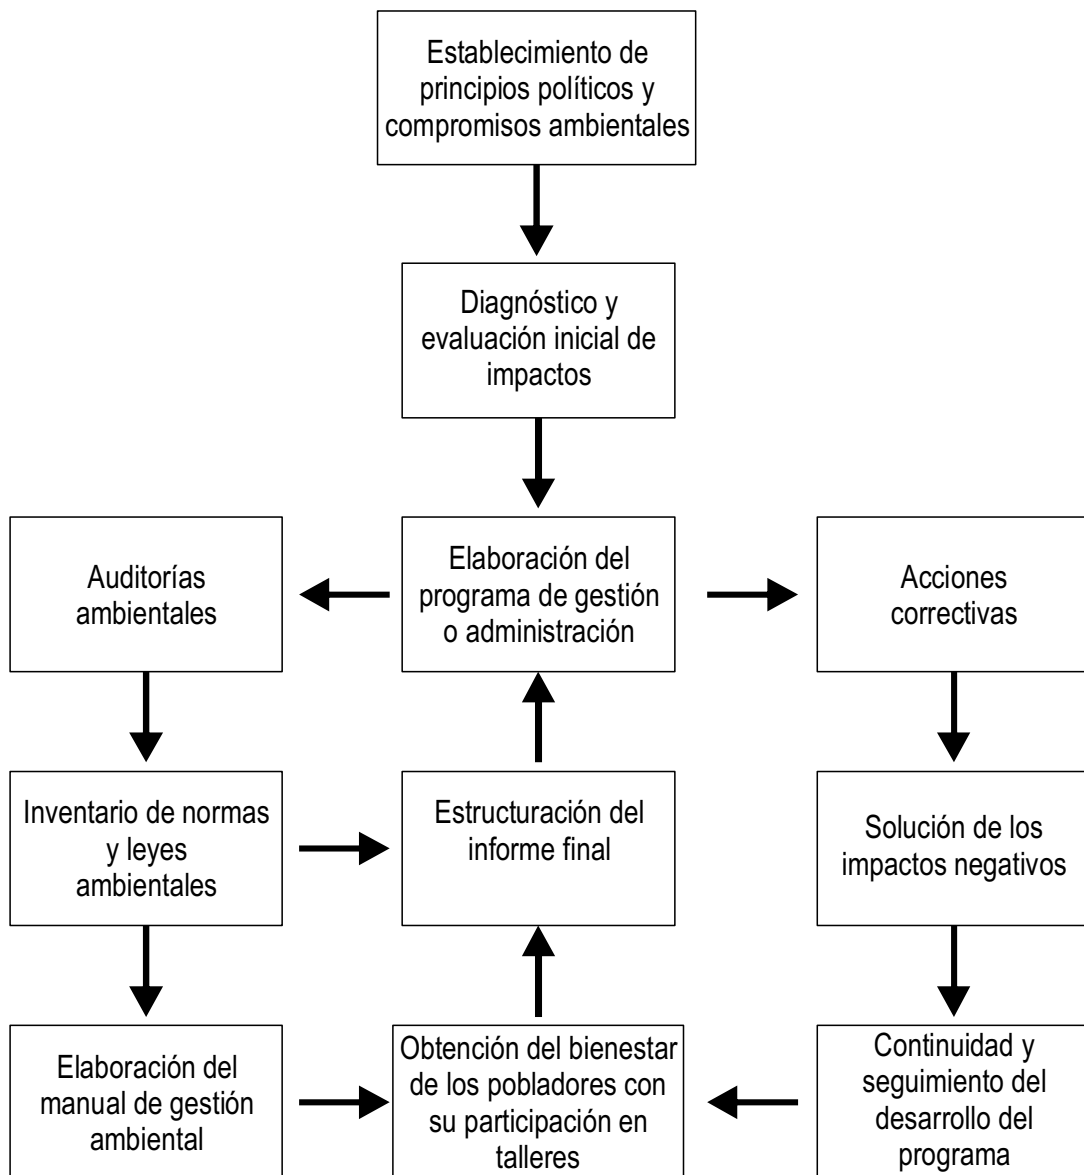 Establecimiento de
principios políticos y
compromisos ambientales
Diagnóstico y
evaluación inicial de
impactos
Auditorías
ambientales
Elaboración del
programa de gestión
o administración
Acciones
correctivas
Inventario de normas
y leyes
ambientales
Estructuración del
informe final
Solución de los
impactos negativos
Elaboración del
manual de gestión
ambiental
Obtención del bienestar
de los pobladores con
su participación en
talleres
Continuidad y
seguimiento del
desarrollo del
programa